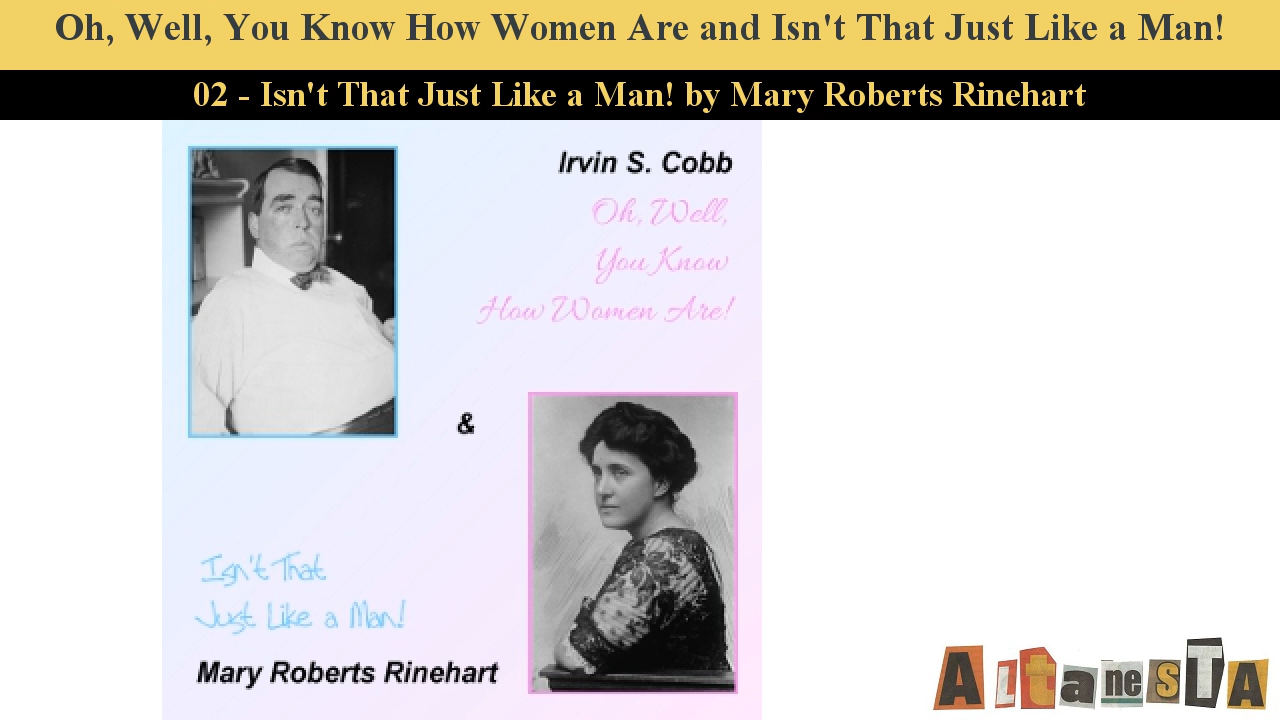 Oh, Well, You Know How Women Are and Isn't That Just Like a Man!
02 - Isn't That Just Like a Man! by Mary Roberts Rinehart
Irvin S. Cobb
Oh, Well,
You Know
How Women Are!
&
Isn't That
Just Like a Man!
Mary Roberts Rinehart
AltanesTA